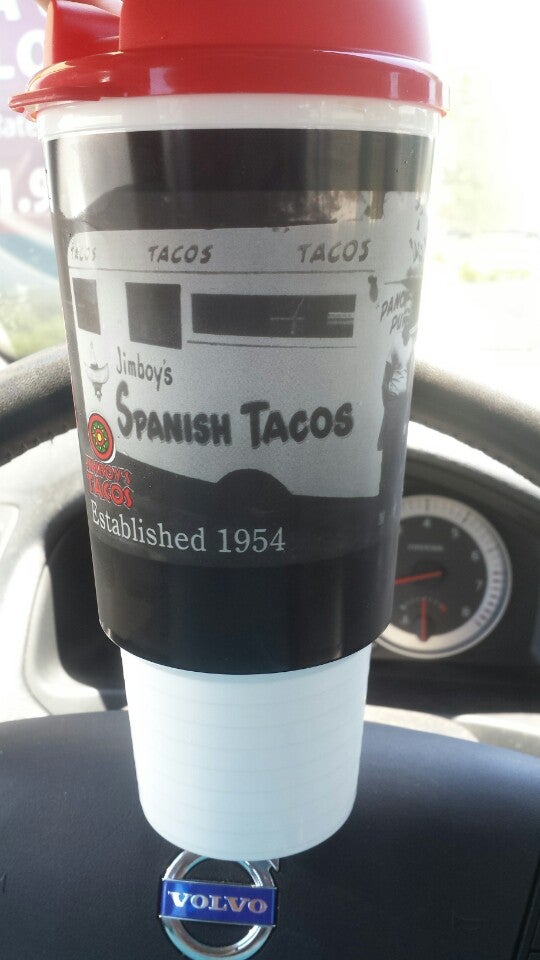 TACOS TACOS TACOS
Jimboy's
SPANISH TACOS
JIMBOY'S
TACOS
Established 1954
VOLVO